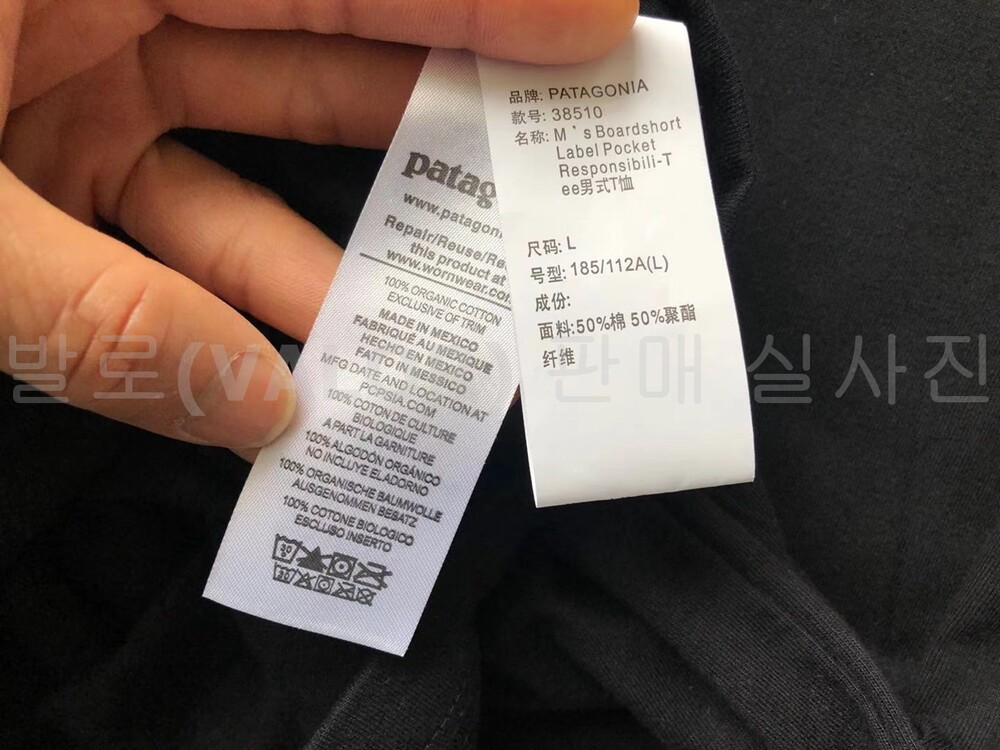 patag
www.patagoni
Repair/Reuse/Re
this product at
www.wornwear.com
100% ORGANIC COTTON
EXCLUSIVE OF TRIM
MADE IN MEXICO
FABRIQUÉ AU MEXIQUE
HECHO EN MEXICO
FATTO IN MESSICO
MFG DATE AND LOCATION AT
PCPSIA.COM
100% COTON DE CULTURE
BIOLOGIQUE
A PART LA GARNITURE
100% ALGODÓN ORGÁNICO
NO INCLUYE ELADORNO
100% ORGANISCHE BAUMWOLLE
AUSGENOMMEN BESATZ
100% COTONE BIOLOGICO
ESCLUSO INSERTO
品牌: PATAGONIA
款号: 38510
名称: M`s Boardshort
Label Pocket
Responsibili-T
ee男式T恤
尺码: L
号型: 185/112A(L)
成份:
面料:50%棉 50%聚酯
纤维
발로(VA 판매 실사진